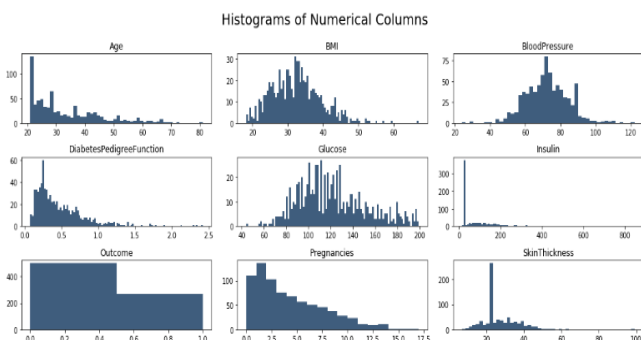 Histograms of Numerical Columns
Age
BMI
BloodPressure
100
50
0
20 30 40 50 60 70 80
30
20
10
0
20 30 40 50 60
80
60
40
20
0
20 40 60 80 100 120
DiabetesPedigreeFunction
Glucose
Insulin
60
40
20
0
0.0 0.5 1.0 1.5 2.0 2.5
20
10
0
40 60 80 100 120 140 160 180 200
300
200
100
0
0 200 400 600 800
Outcome
Pregnancies
SkinThickness
400
200
0
0.0 0.2 0.4 0.6 0.8 1.0
100
50
0
0.0 2.5 5.0 7.5 10.0 12.5 15.0 17.5
200
100
0
20 40 60 80 100